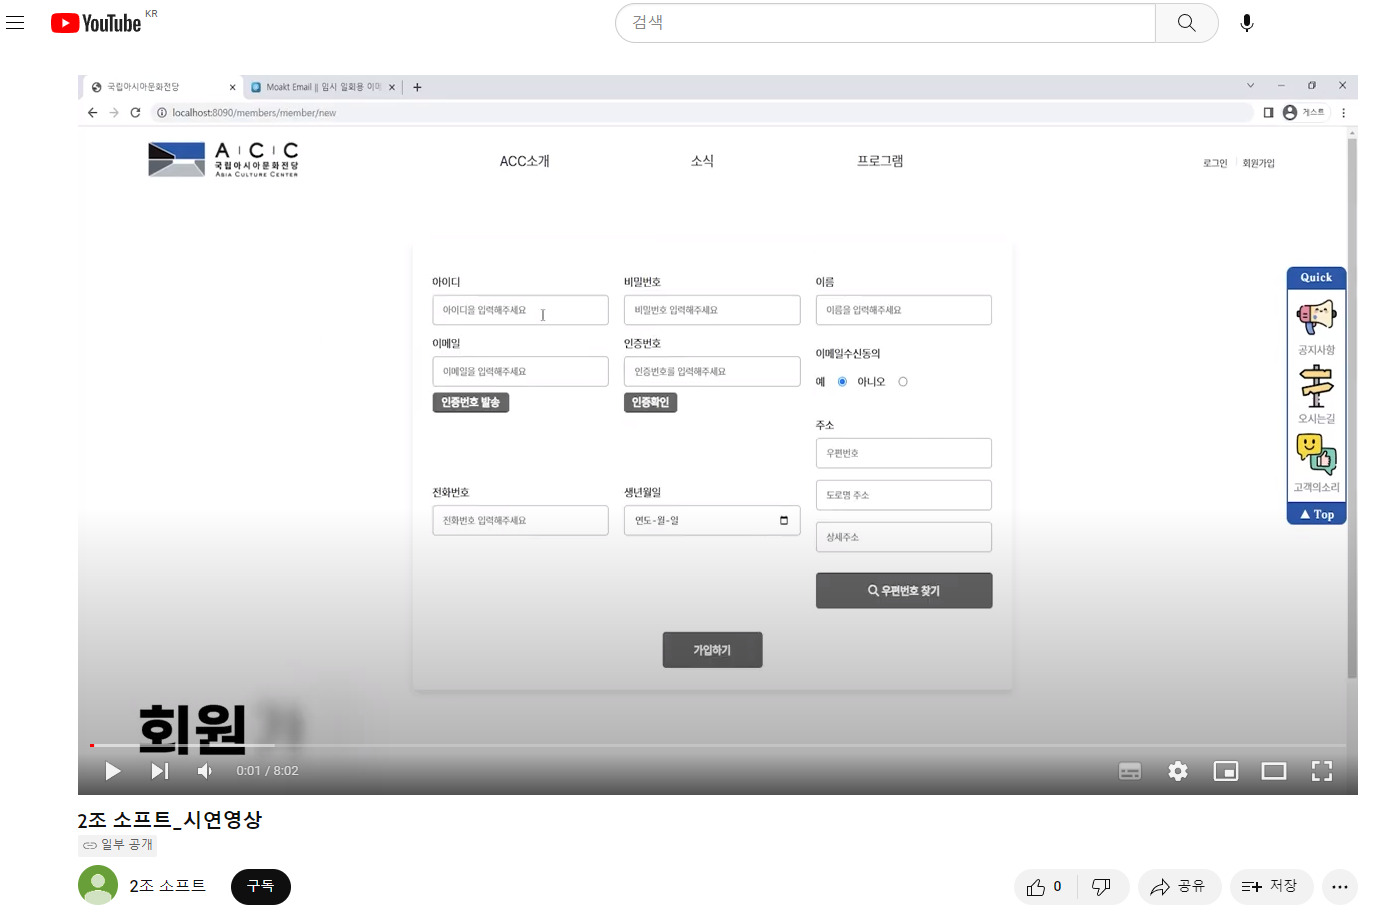 YouTube KR
검색
국립아시아문화전당
Moakt Email || 임시 일회용 이메
localhost:8090/members/member/new
게스트
A C C
국립아시아문화전당
ASIA CULTURE CENTER
ACC소개
소식
프로그램
로그인
회원가입
아이디
비밀번호
이름
아이디을 입력해주세요
비밀번호 입력해주세요
이름을 입력해주세요
이메일
인증번호
이메일수신동의
이메일을 입력해주세요
인증번호를 입력해주세요
예
아니오
인증번호 발송
인증확인
주소
우편번호
도로명 주소
전화번호
생년월일
전화번호 입력해주세요
연도-월-일
상세주소
우편번호 찾기
가입하기
Quick
공지사항
오시는길
고객의소리
▲ Top
회원
0:01 / 8:02
2조 소프트_시연영상
일부 공개
2조 소프트
구독
0
공유
저장